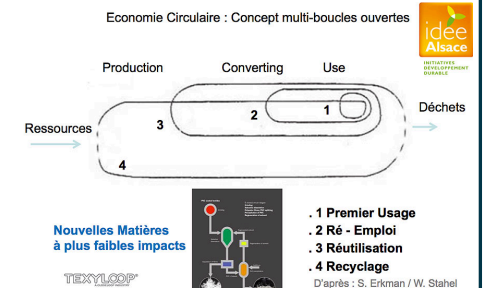 Economie Circulaire : Concept multi-boucles ouvertes
idee
Alsace
INITIATIVES
DEVELOPPEMENT
DURABLE
Production Converting Use
Ressources
Déchets
1
2
3
4
Nouvelles Matières
à plus faibles impacts
TEXYLOOP
. 1 Premier Usage
. 2 Ré - Emploi
. 3 Réutilisation
. 4 Recyclage
D'après : S. Erkman / W. Stahel